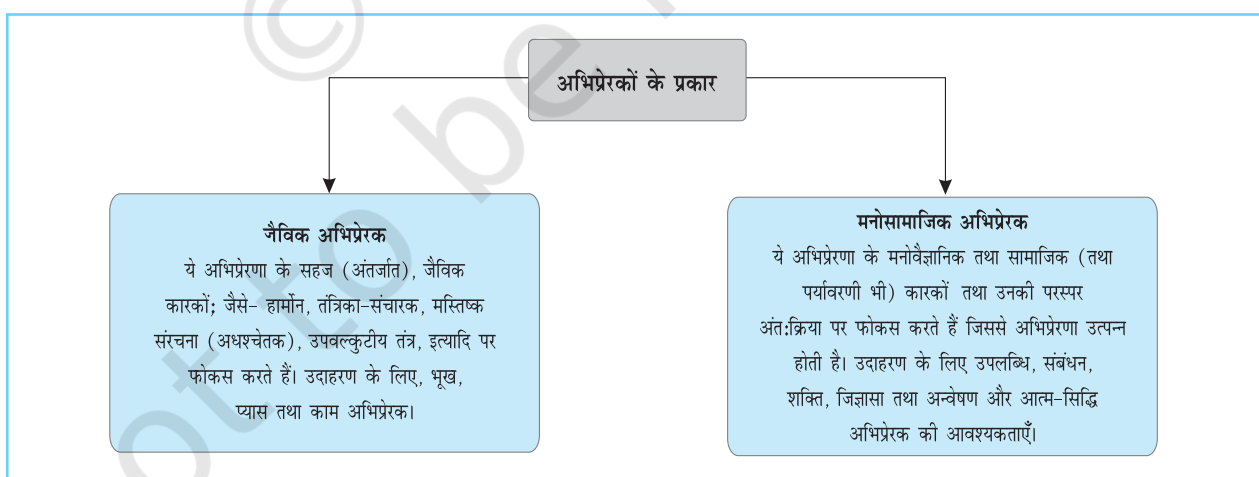 अभिप्रेरकों के प्रकार
जैविक अभिप्रेरक
ये अभिप्रेरणा के सहज (अंतर्जात), जैविक
कारकों; जैसे- हार्मोन, तंत्रिका-संचारक, मस्तिष्क
संरचना (अधश्चेतक), उपवल्कुटीय तंत्र, इत्यादि पर
फोकस करते हैं। उदाहरण के लिए, भूख,
प्यास तथा काम अभिप्रेरक।
मनोसामाजिक अभिप्रेरक
ये अभिप्रेरणा के मनोवैज्ञानिक तथा सामाजिक (तथा
पर्यावरणी भी) कारकों तथा उनकी परस्पर
अंत:क्रिया पर फोकस करते हैं जिससे अभिप्रेरणा उत्पन्न
होती है। उदाहरण के लिए उपलब्धि, संबंधन,
शक्ति, जिज्ञासा तथा अन्वेषण और आत्म-सिद्धि
अभिप्रेरक की आवश्यकताएँ।
© 
ot to be